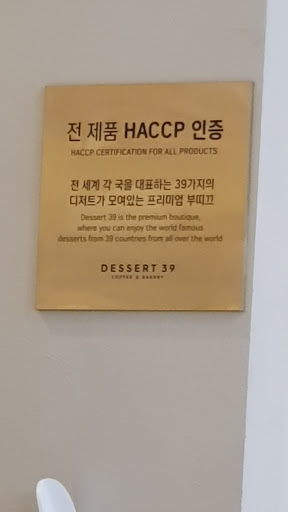 전 제품 HACCP 인증
HACCP CERTIFICATION FOR ALL PRODUCTS
전 세계 각 국을 대표하는 39가지의
디저트가 모여있는 프리미엄 부띠끄
Dessert 39 is the premium boutique,
where you can enjoy the world famous
desserts from 39 countries from all over the world
DESSERT 39
COFFEE & BAKERY